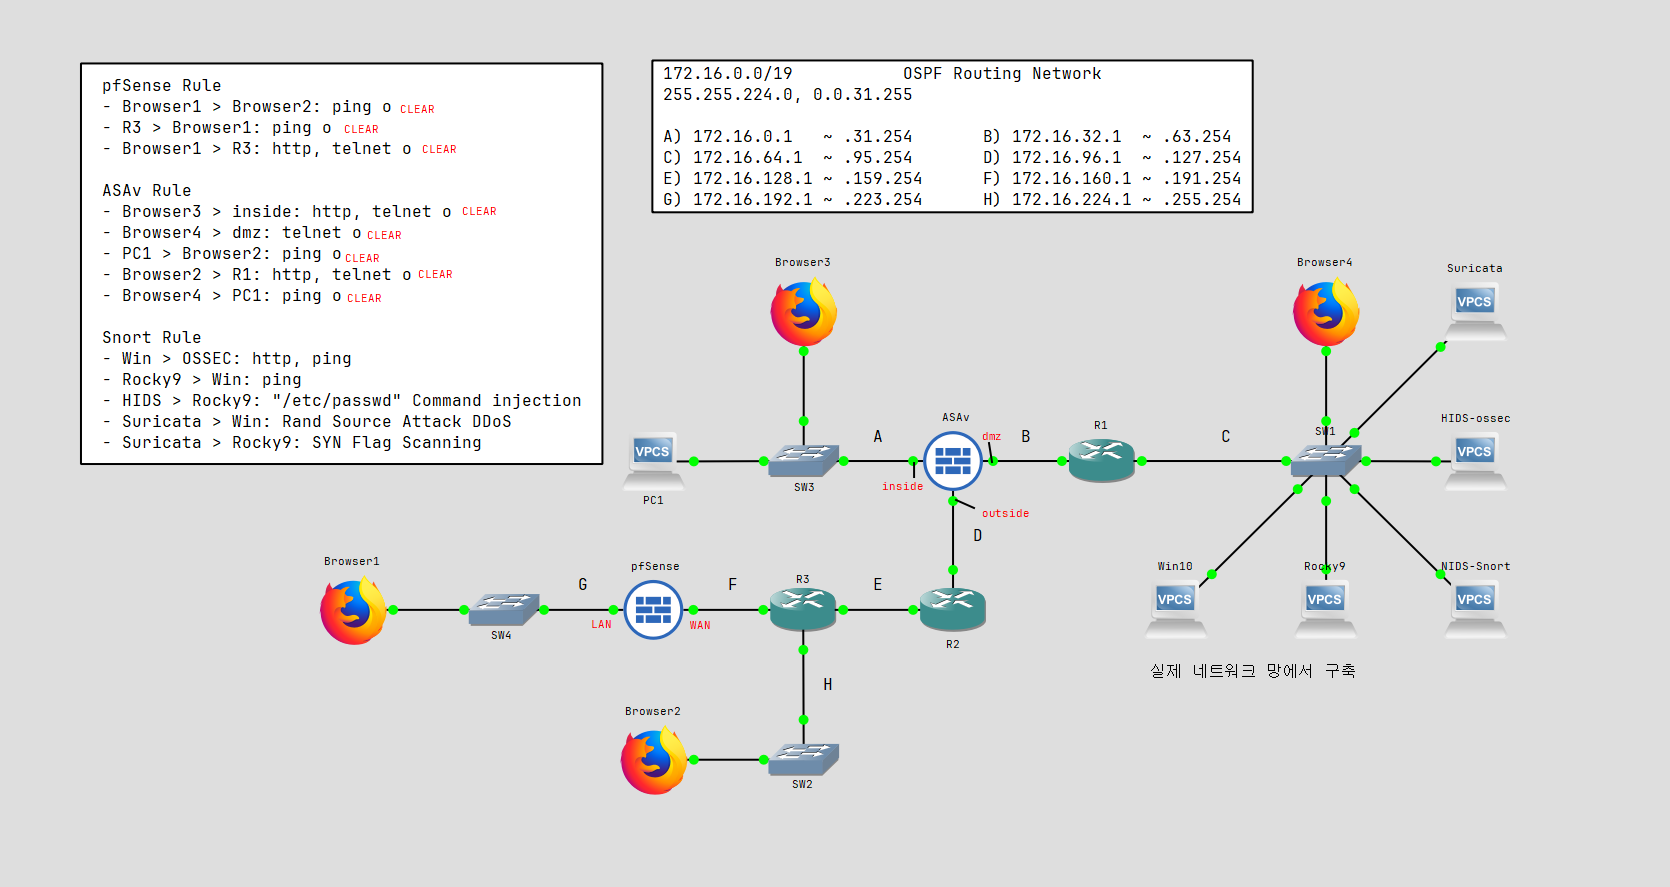 pfSense Rule
- Browser1 > Browser2: ping o CLEAR
- R3 > Browser1: ping o CLEAR
- Browser1 > R3: http, telnet o CLEAR
ASAv Rule
- Browser3 > inside: http, telnet o CLEAR
- Browser4 > dmz: telnet o CLEAR
- PC1 > Browser2: ping o CLEAR
- Browser2 > R1: http, telnet o CLEAR
- Browser4 > PC1: ping o CLEAR
Snort Rule
- Win > OSSEC: http, ping
- Rocky9 > Win: ping
- HIDS > Rocky9: "/etc/passwd" Command injection
- Suricata > Win: Rand Source Attack DDoS
- Suricata > Rocky9: SYN Flag Scanning
172.16.0.0/19 OSPF Routing Network
255.255.224.0, 0.0.31.255
A) 172.16.0.1 ~ .31.254 B) 172.16.32.1 ~ .63.254
C) 172.16.64.1 ~ .95.254 D) 172.16.96.1 ~ .127.254
E) 172.16.128.1 ~ .159.254 F) 172.16.160.1 ~ .191.254
G) 172.16.192.1 ~ .223.254 H) 172.16.224.1 ~ .255.254
Browser3
Browser4
Suricata
VPCS
ASAv
HIDS-ossec
R1
SW1
A
dmz
B
C
VPCS
VPCS
SW3
inside
PC1
outside
D
Browser1
pfSense
Win10
Rocky9
NIDS-Snort
G
F
R3
E
VPCS
VPCS
VPCS
LAN
WAN
SW4
R2
실제 네트워크 망에서 구축
H
Browser2
SW2